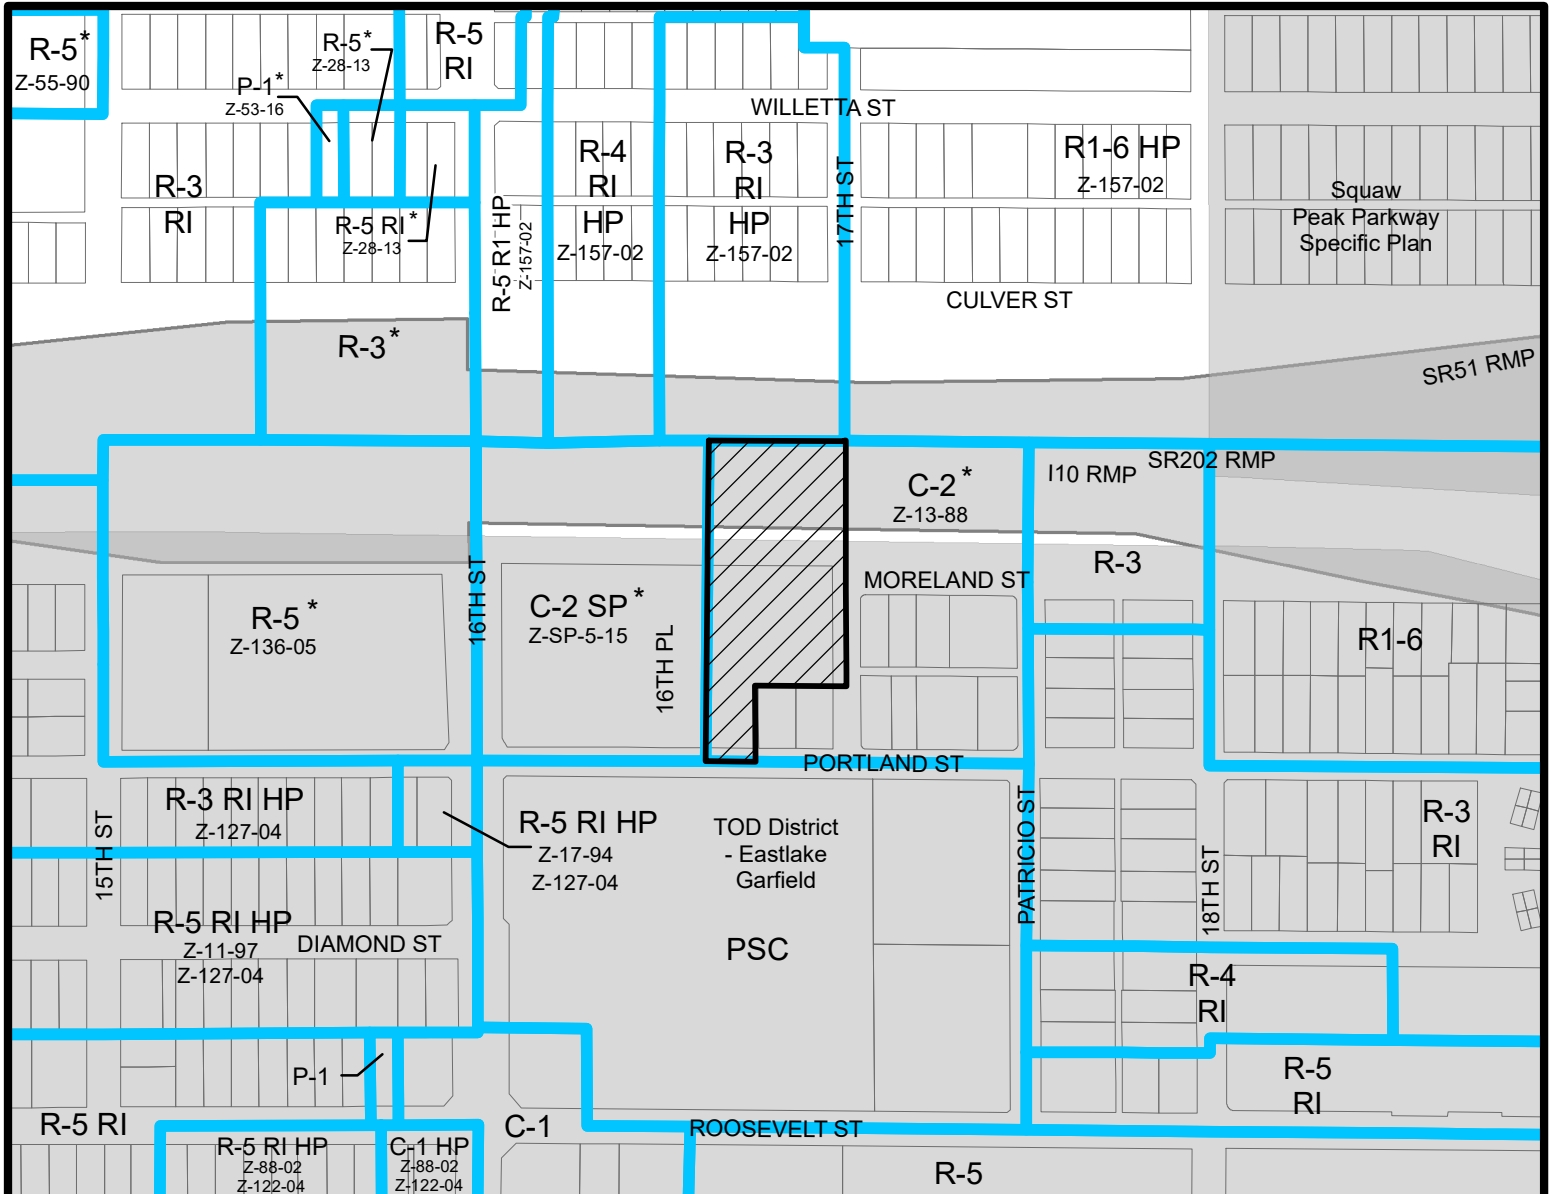 R-5*
Z-55-90
R-5*
Z-28-13
R-5
RI
P-1*
Z-53-16
WILLETTA ST
R-3
RI
R-5 RI*
Z-28-13
R-5 R1 HP
Z-157-02
R-4
RI
HP
Z-157-02
R-3
RI
HP
Z-157-02
17TH ST
R1-6 HP
Z-157-02
Squaw
Peak Parkway
Specific Plan
CULVER ST
R-3*
SR51 RMP
C-2*
Z-13-88
I10 RMP
SR202 RMP
R-3
MORELAND ST
R-5*
Z-136-05
16TH ST
C-2 SP*
Z-SP-5-15
16TH PL
R1-6
PORTLAND ST
R-3 RI HP
Z-127-04
15TH ST
R-5 RI HP
Z-17-94
Z-127-04
TOD District
- Eastlake
Garfield
PSC
PATRICIO ST
18TH ST
R-3
RI
R-5 RI HP
Z-11-97
Z-127-04
DIAMOND ST
R-4
RI
P-1
R-5
RI
R-5 RI
C-1
ROOSEVELT ST
R-5 RI HP
Z-88-02
Z-122-04
C-1 HP
Z-88-02
Z-122-04
R-5